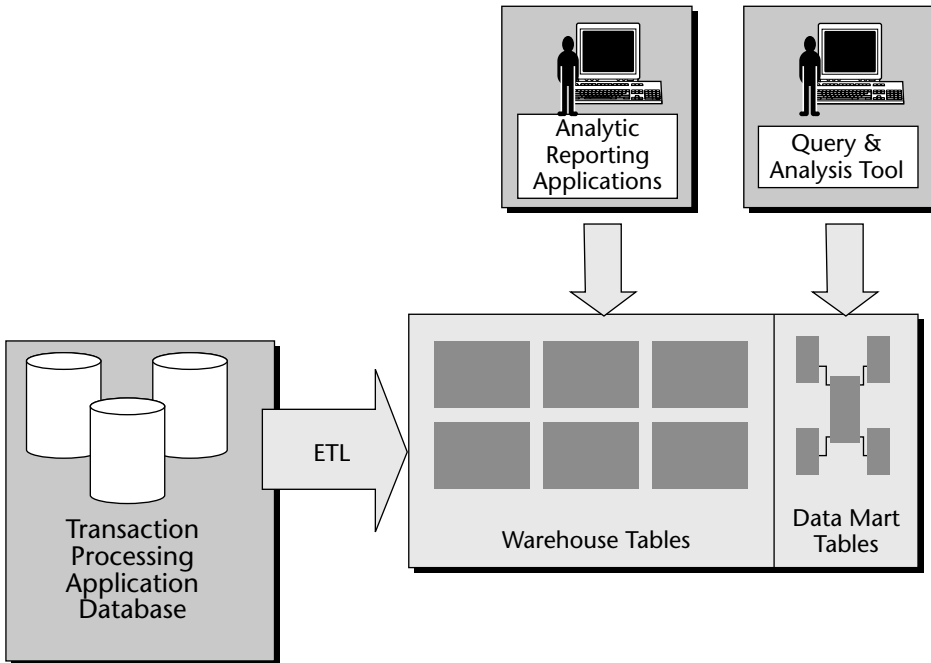 Analytic
Reporting
Applications
Query &
Analysis Tool
ETL
Transaction
Processing
Application
Database
Warehouse Tables
Data Mart
Tables